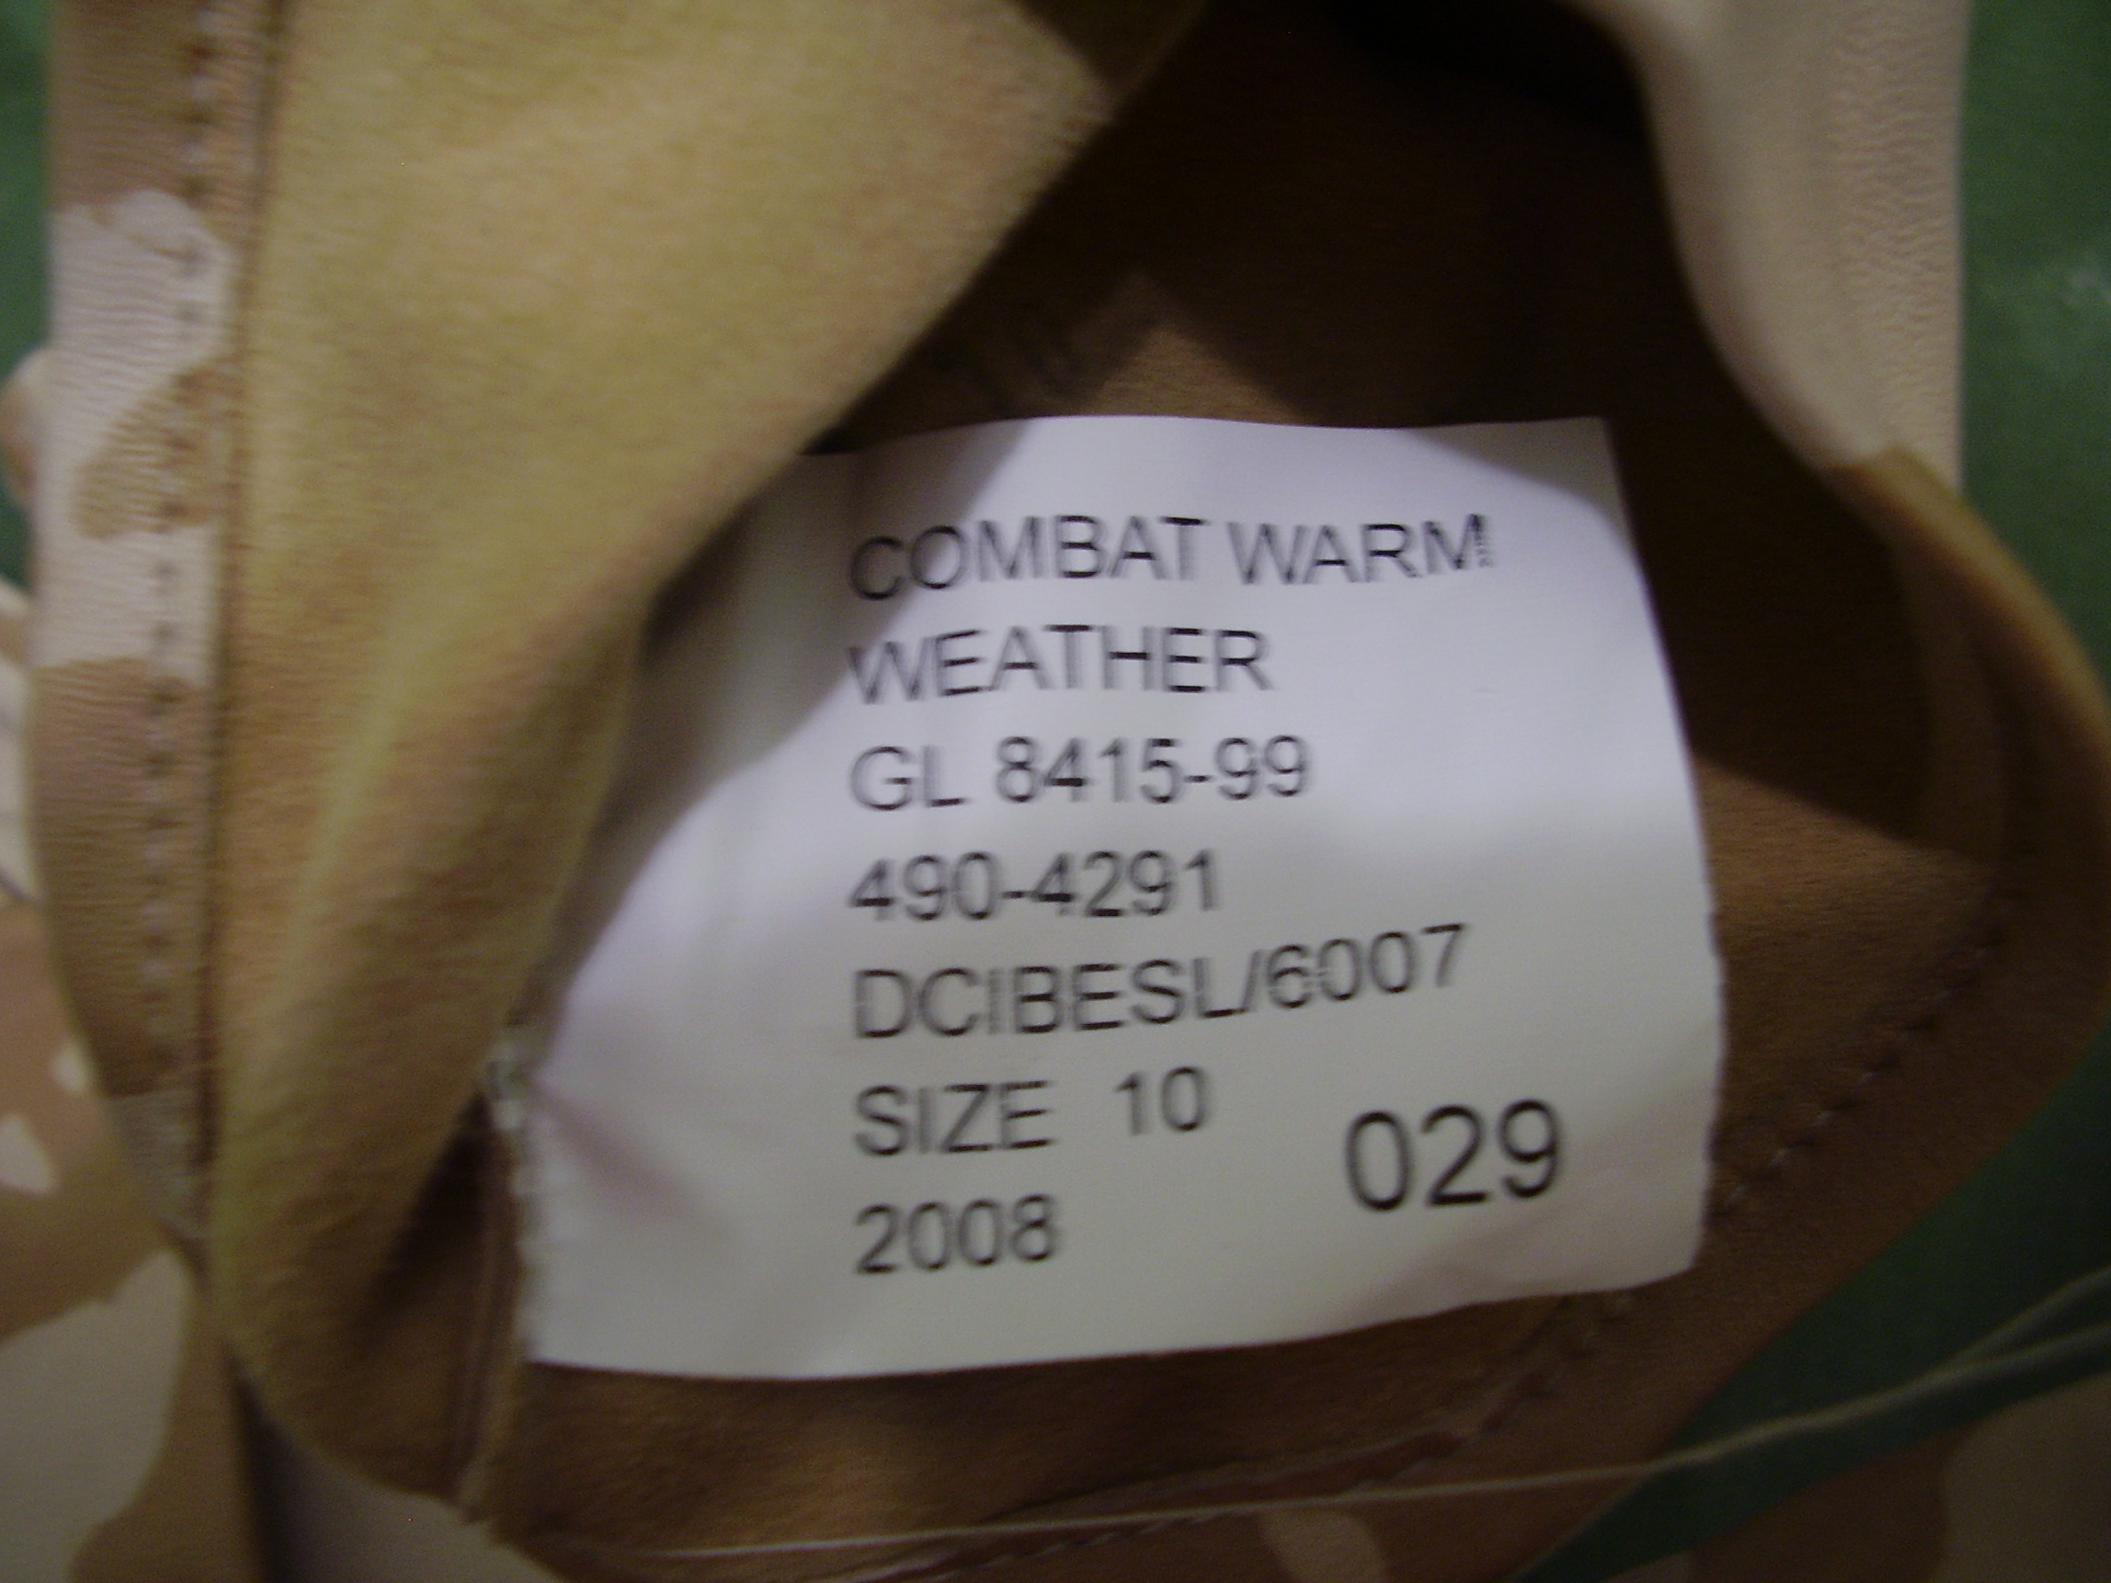 COMBAT WARM
WEATHER
GL 8415-99
490-4291
DCIBESL/6007
SIZE 10
029
2008